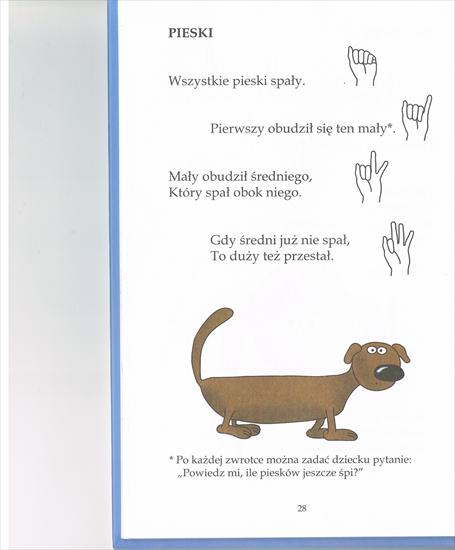 PIESKI
Wszystkie pieski spały.
Pierwszy obudził się ten mały*.
Mały obudził średniego,
Który spał obok niego.
Gdy średni już nie spał,
To duży też przestał.
* Po każdej zwrotce można zadać dziecku pytanie:
„Powiedz mi, ile piesków jeszcze śpi?"
28